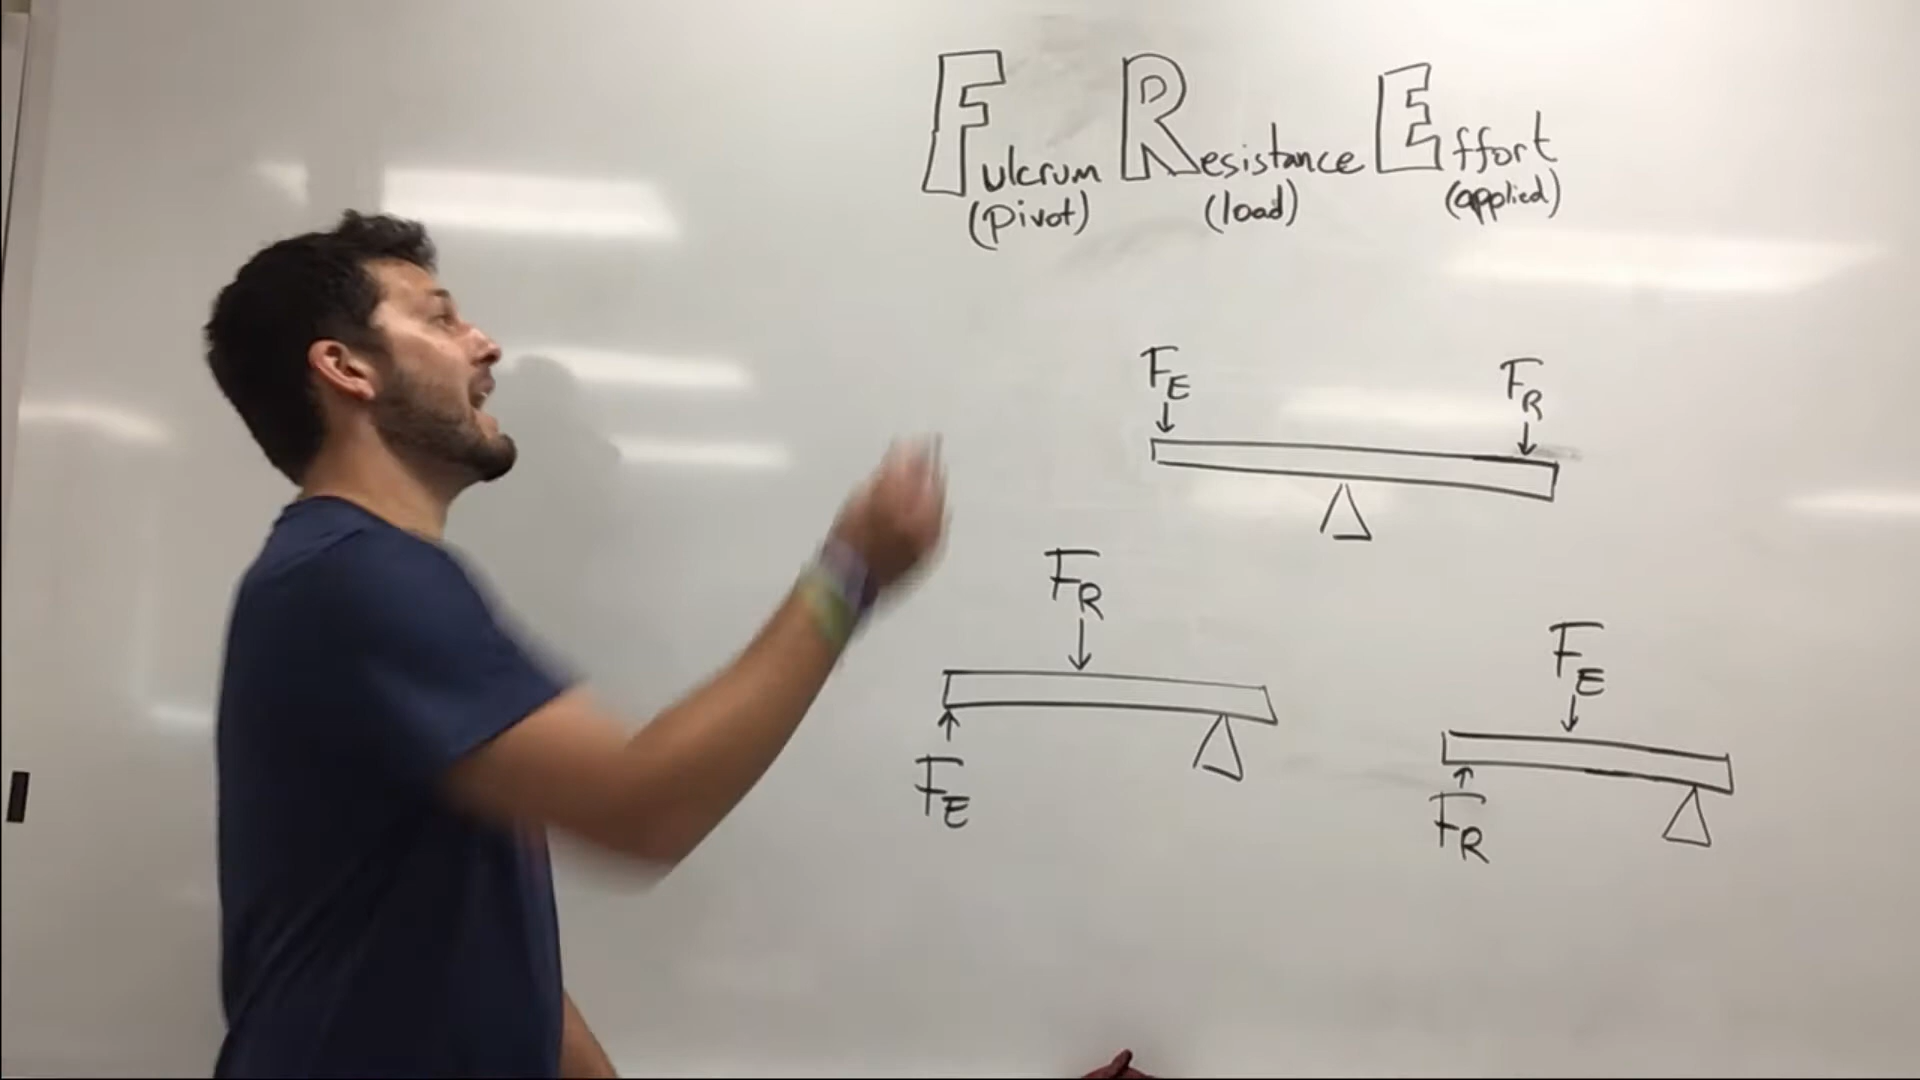 Fulcrum Resistance Effort
(pivot) (load) (applied)
FE FR
FR
FE
FE
FR